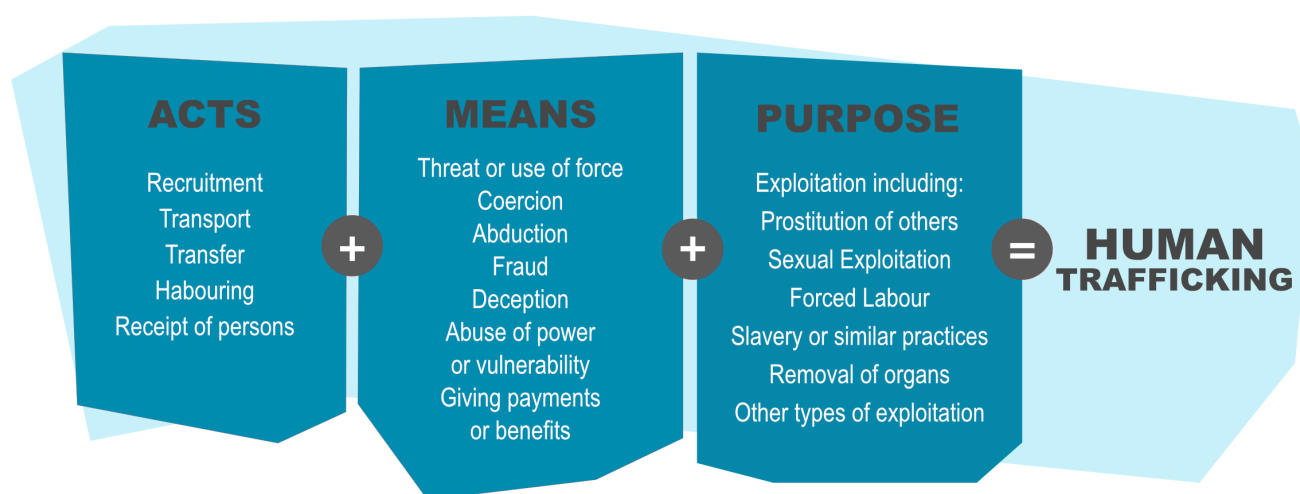 ACTS
Recruitment
Transport
Transfer
Habouring
Receipt of persons
+
MEANS
Threat or use of force
Coercion
Abduction
Fraud
Deception
Abuse of power
or vulnerability
Giving payments
or benefits
+
PURPOSE
Exploitation including:
Prostitution of others
Sexual Exploitation
Forced Labour
Slavery or similar practices
Removal of organs
Other types of exploitation
=
HUMAN
TRAFFICKING